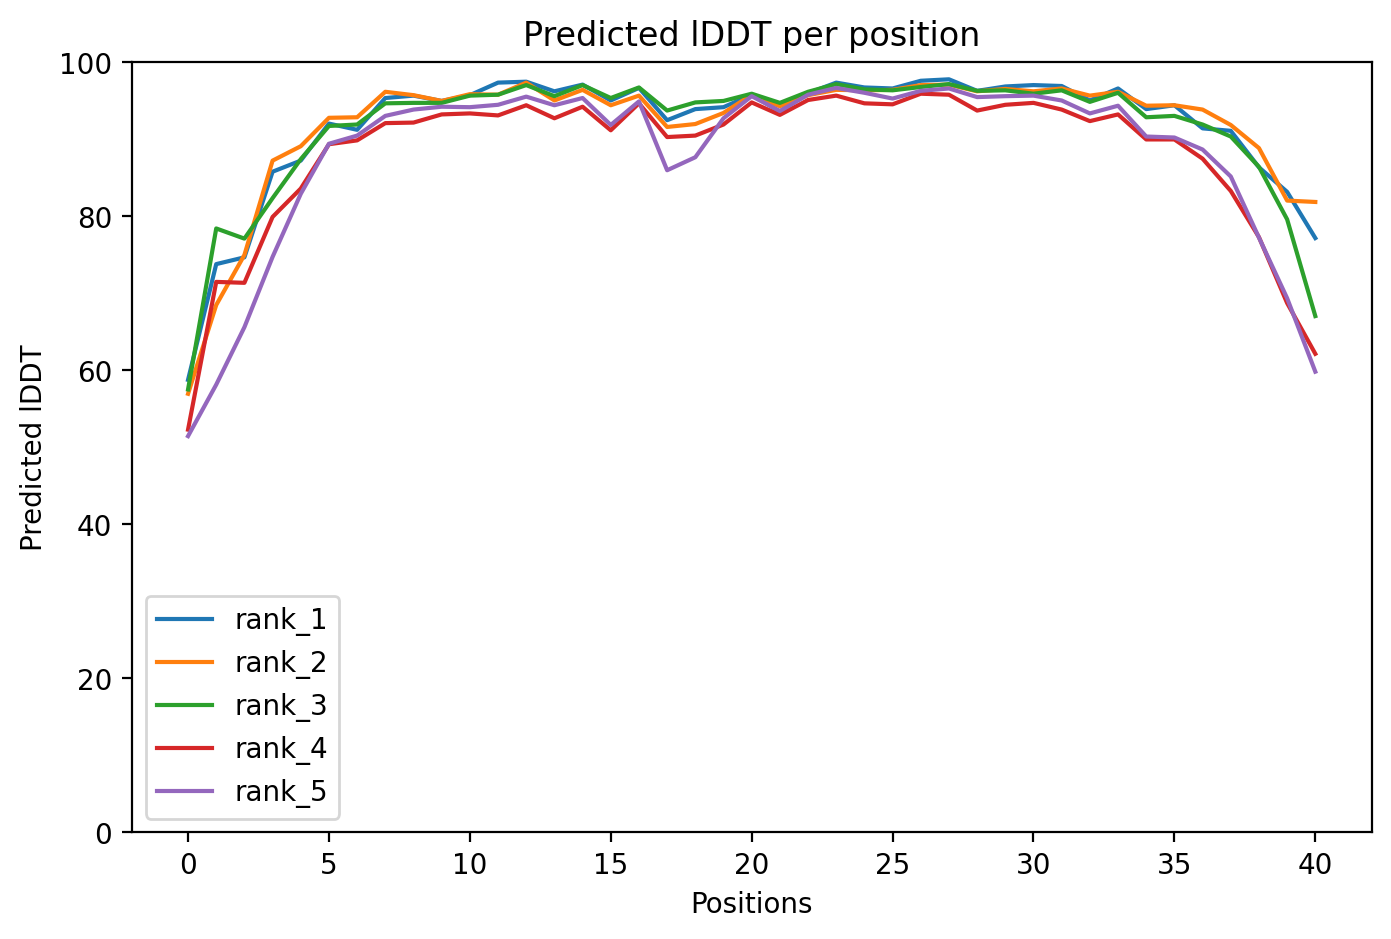 Predicted lDDT per position
Predicted lDDT
100
80
60
40
20
0
rank_1
rank_2
rank_3
rank_4
rank_5
0 5 10 15 20 25 30 35 40
Positions